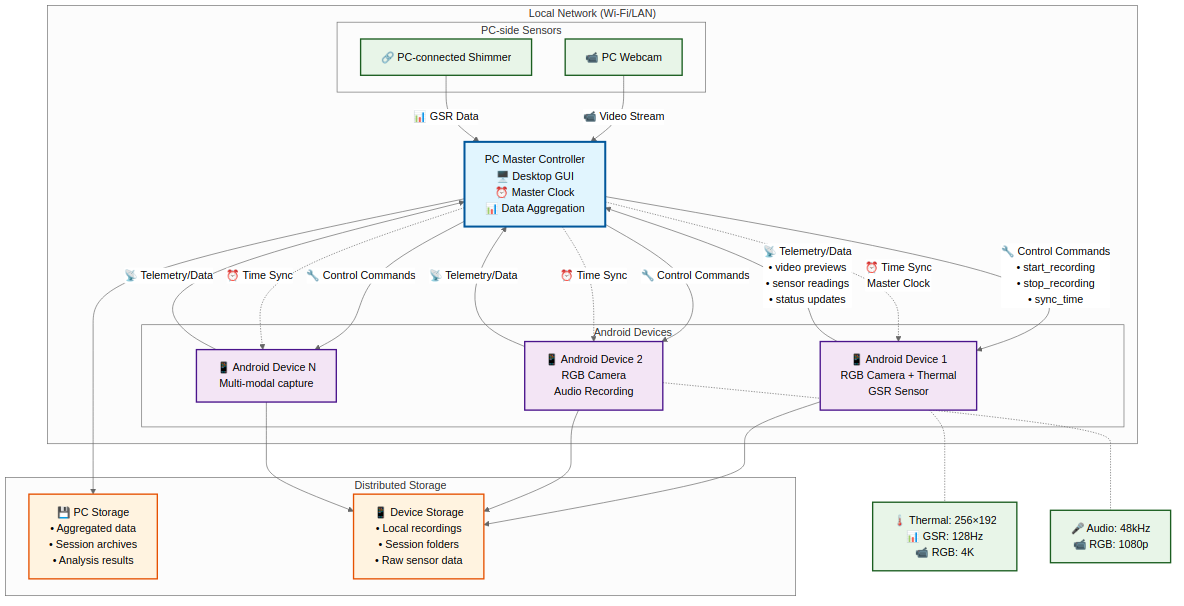 Local Network (Wi-Fi/LAN)
PC-side Sensors
🔗 PC-connected Shimmer
📹 PC Webcam
📊 GSR Data
📹 Video Stream
PC Master Controller
🖥️ Desktop GUI
⏰ Master Clock
📊 Data Aggregation
📡 Telemetry/Data
⏰ Time Sync
🔧 Control Commands
📡 Telemetry/Data
⏰ Time Sync
🔧 Control Commands
📡 Telemetry/Data
• video previews
• sensor readings
• status updates
⏰ Time Sync
Master Clock
🔧 Control Commands
• start_recording
• stop_recording
• sync_time
Android Devices
📱 Android Device N
Multi-modal capture
📱 Android Device 2
RGB Camera
Audio Recording
📱 Android Device 1
RGB Camera + Thermal
GSR Sensor
Distributed Storage
💾 PC Storage
• Aggregated data
• Session archives
• Analysis results
📱 Device Storage
• Local recordings
• Session folders
• Raw sensor data
🌡️ Thermal: 256×192
📊 GSR: 128Hz
📹 RGB: 4K
🎤 Audio: 48kHz
📹 RGB: 1080p